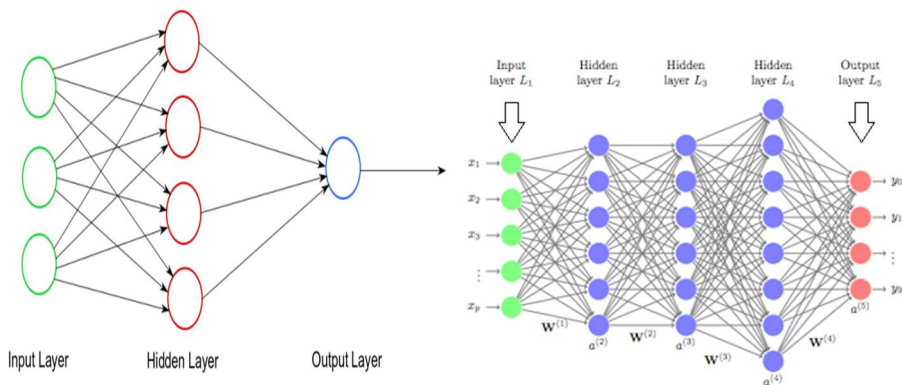 Input Layer
Hidden Layer
Output Layer
Input
layer L₁
Hidden
layer L₂
Hidden
layer L₃
Hidden
layer L₄
Output
layer L₅
x₁
x₂
x₃
⋮
xₚ
y₀
y₁
⋮
y₉
W⁽¹⁾
a⁽²⁾
W⁽²⁾
a⁽³⁾
W⁽³⁾
a⁽⁴⁾
W⁽⁴⁾
a⁽⁵⁾